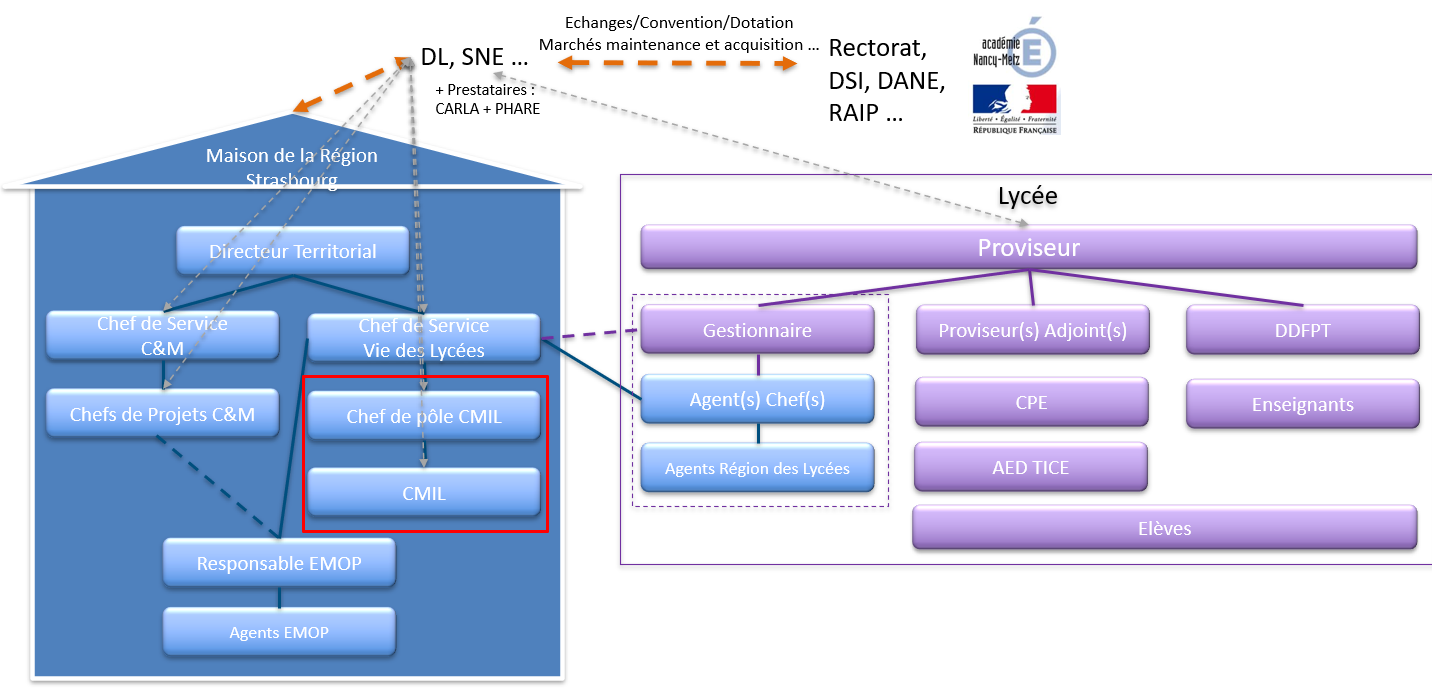 Echanges/Convention/Dotation
Marchés maintenance et acquisition ...
DL, SNE ...
+ Prestataires :
CARLA + PHARE
Rectorat,
DSI, DANE,
RAIP ...
académie
Nancy-Metz
É
Liberté • Égalité • Fraternité
RÉPUBLIQUE FRANÇAISE
Maison de la Région
Strasbourg
Directeur Territorial
Chef de Service
C&M
Chef de Service
Vie des Lycées
Chefs de Projets C&M
Chef de pôle CMIL
CMIL
Responsable EMOP
Agents EMOP
Lycée
Proviseur
Gestionnaire
Proviseur(s) Adjoint(s)
DDFPT
Agent(s) Chef(s)
CPE
Enseignants
Agents Région des Lycées
AED TICE
Elèves